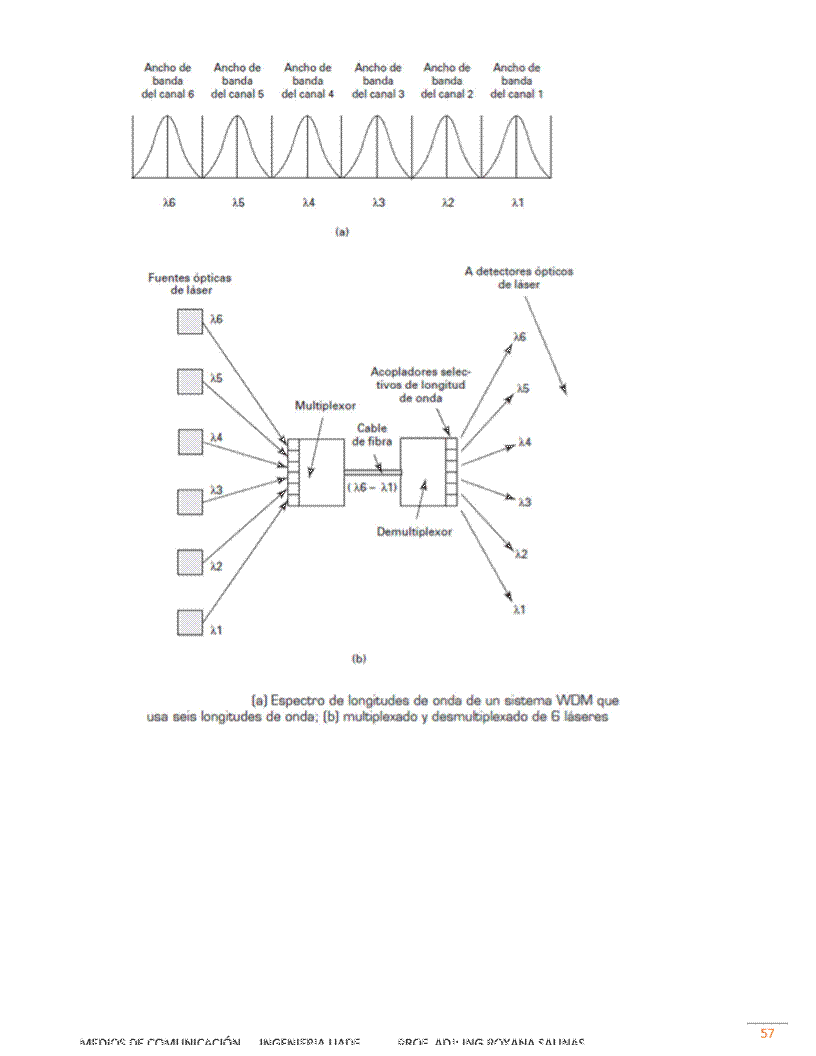 Ancho de banda del canal 6
Ancho de banda del canal 5
Ancho de banda del canal 4
Ancho de banda del canal 3
Ancho de banda del canal 2
Ancho de banda del canal 1
λ6 λ5 λ4 λ3 λ2 λ1
(a)
Fuentes ópticas
de láser
A detectores ópticos
de láser
λ6
λ5
λ4
λ3
λ2
λ1
Multiplexor
Cable
de fibra
(λ6 – λ1)
Acopladores selec-
tivos de longitud
de onda
Demultiplexor
λ6
λ5
λ4
λ3
λ2
λ1
(b)
(a) Espectro de longitudes de onda de un sistema WDM que
usa seis longitudes de onda; (b) multiplexado y desmultiplexado de 6 láseres
57
MEDIOS DE COMUNICACIÓN INGENIERIA UADE PROF. ADJ: ING ROXANA SALINAS